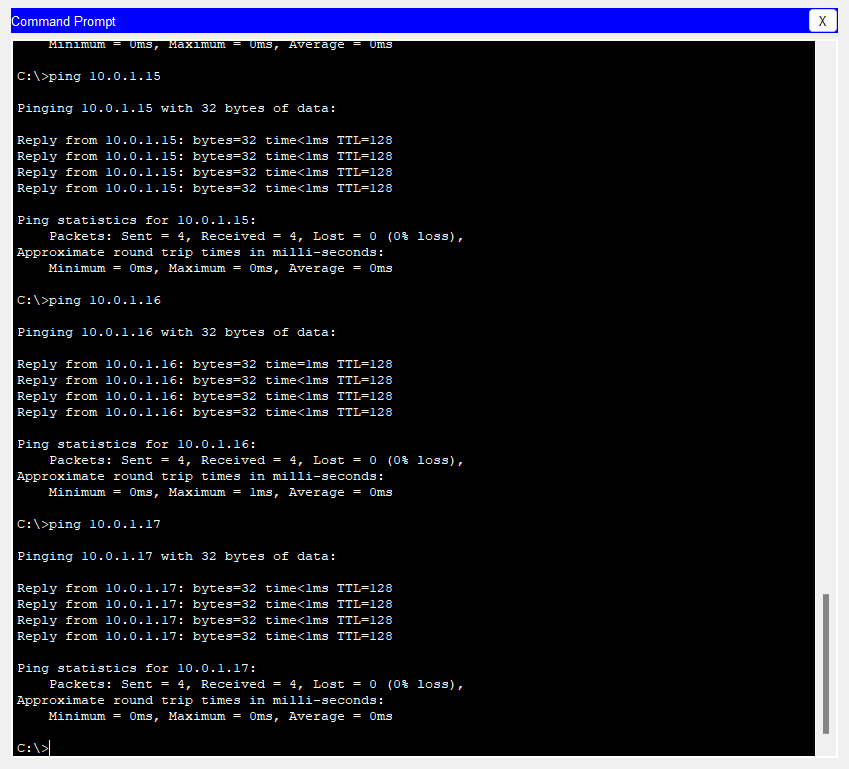 Command Prompt
X
Minimum = 0ms, Maximum = 0ms, Average = 0ms
C:\>ping 10.0.1.15
Pinging 10.0.1.15 with 32 bytes of data:
Reply from 10.0.1.15: bytes=32 time<1ms TTL=128
Reply from 10.0.1.15: bytes=32 time<1ms TTL=128
Reply from 10.0.1.15: bytes=32 time<1ms TTL=128
Reply from 10.0.1.15: bytes=32 time<1ms TTL=128
Ping statistics for 10.0.1.15:
Packets: Sent = 4, Received = 4, Lost = 0 (0% loss),
Approximate round trip times in milli-seconds:
Minimum = 0ms, Maximum = 0ms, Average = 0ms
C:\>ping 10.0.1.16
Pinging 10.0.1.16 with 32 bytes of data:
Reply from 10.0.1.16: bytes=32 time=1ms TTL=128
Reply from 10.0.1.16: bytes=32 time<1ms TTL=128
Reply from 10.0.1.16: bytes=32 time<1ms TTL=128
Reply from 10.0.1.16: bytes=32 time<1ms TTL=128
Ping statistics for 10.0.1.16:
Packets: Sent = 4, Received = 4, Lost = 0 (0% loss),
Approximate round trip times in milli-seconds:
Minimum = 0ms, Maximum = 1ms, Average = 0ms
C:\>ping 10.0.1.17
Pinging 10.0.1.17 with 32 bytes of data:
Reply from 10.0.1.17: bytes=32 time<1ms TTL=128
Reply from 10.0.1.17: bytes=32 time<1ms TTL=128
Reply from 10.0.1.17: bytes=32 time<1ms TTL=128
Reply from 10.0.1.17: bytes=32 time<1ms TTL=128
Ping statistics for 10.0.1.17:
Packets: Sent = 4, Received = 4, Lost = 0 (0% loss),
Approximate round trip times in milli-seconds:
Minimum = 0ms, Maximum = 0ms, Average = 0ms
C:\>